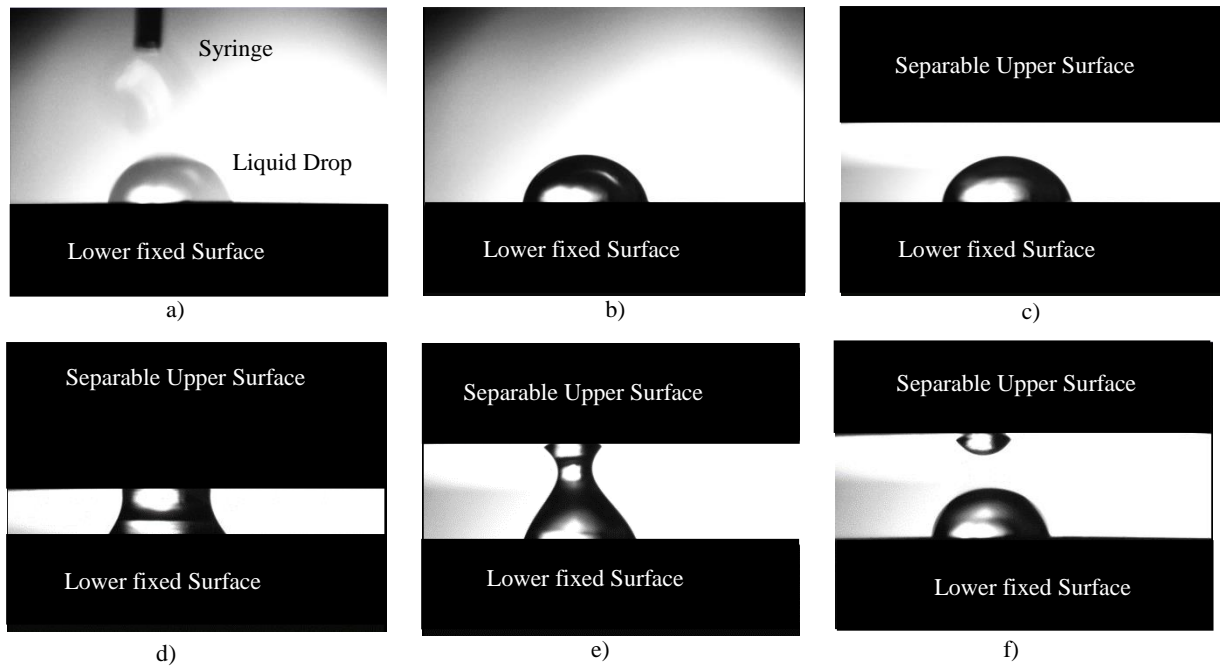 Syringe
Liquid Drop
Lower fixed Surface
a)
Lower fixed Surface
b)
Separable Upper Surface
Lower fixed Surface
c)
Separable Upper Surface
Lower fixed Surface
d)
Separable Upper Surface
Lower fixed Surface
e)
Separable Upper Surface
Lower fixed Surface
f)